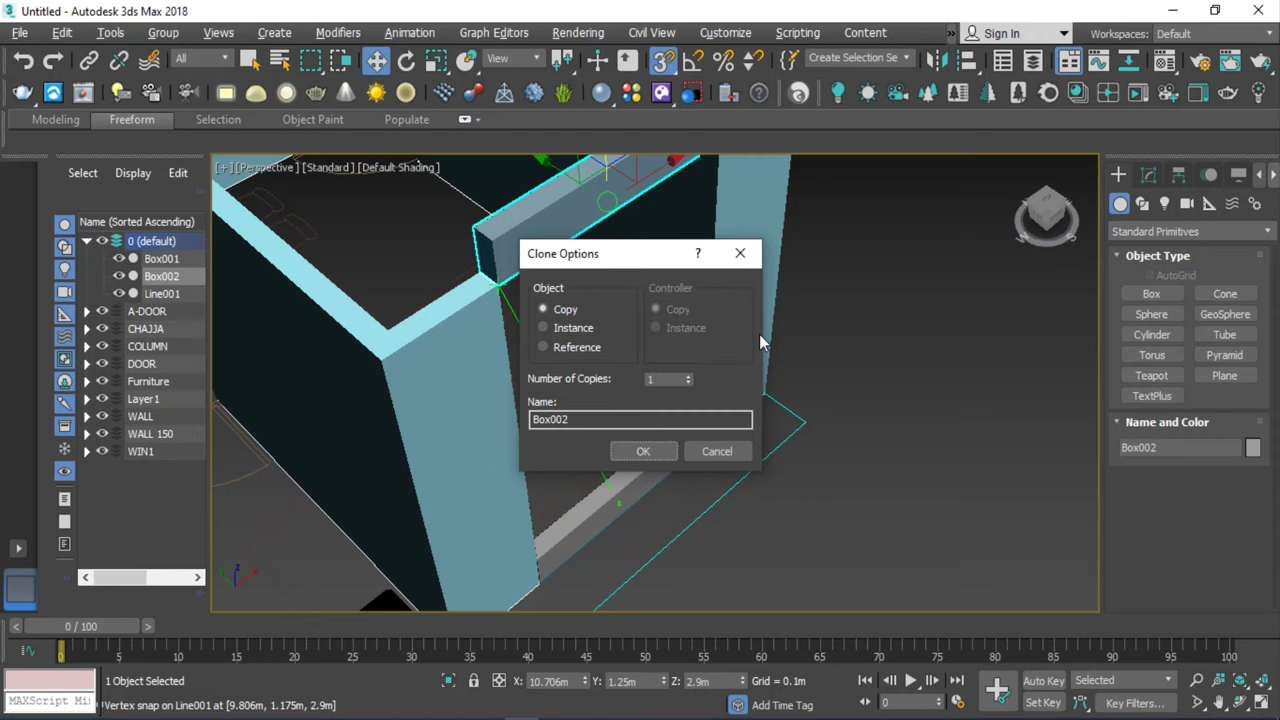 Untitled - Autodesk 3ds Max 2018
File Edit Tools Group Views Create Modifiers Animation Graph Editors Rendering Civil View Customize Scripting Content » Sign In Workspaces: Default
All View 3 Create Selection Se
Modeling Freeform Selection Object Paint Populate
Select Display Edit
[+] [Perspective ] [Standard ] [Default Shading ]
Name (Sorted Ascending)
0 (default)
Box001
Box002
Line001
A-DOOR
CHAJJA
COLUMN
DOOR
Furniture
Layer1
WALL
WALL 150
WIN1
Clone Options ?
Object
Copy
Instance
Reference
Controller
Copy
Instance
Number of Copies: 1
Name:
Box002
OK Cancel
z
Standard Primitives
Object Type
AutoGrid
Box Cone
Sphere GeoSphere
Cylinder Tube
Torus Pyramid
Teapot Plane
TextPlus
Name and Color
Box002
< 0 / 100 >
0 5 10 15 20 25 30 35 40 45 50 55 60 65 70 75 80 85 90 95 100
1 Object Selected X: 10.706m Y: 1.25m Z: 2.9m Grid = 0.1m Auto Key Selected
MAXScript Mi Vertex snap on Line001 at [9.806m, 1.175m, 2.9m] Add Time Tag 0 Set Key Key Filters...